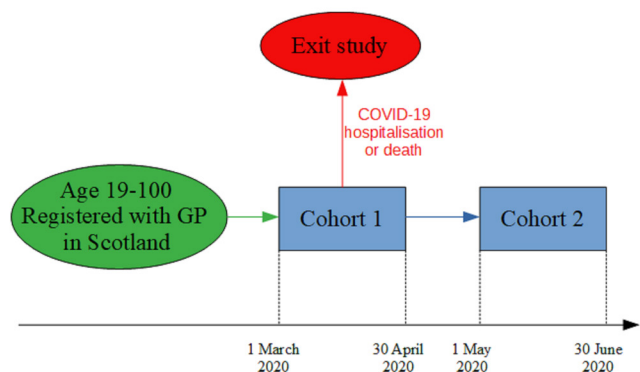 Exit study
COVID-19
hospitalisation
or death
Age 19-100
Registered with GP
in Scotland
Cohort 1
Cohort 2
1 March
2020
30 April
2020
1 May
2020
30 June
2020